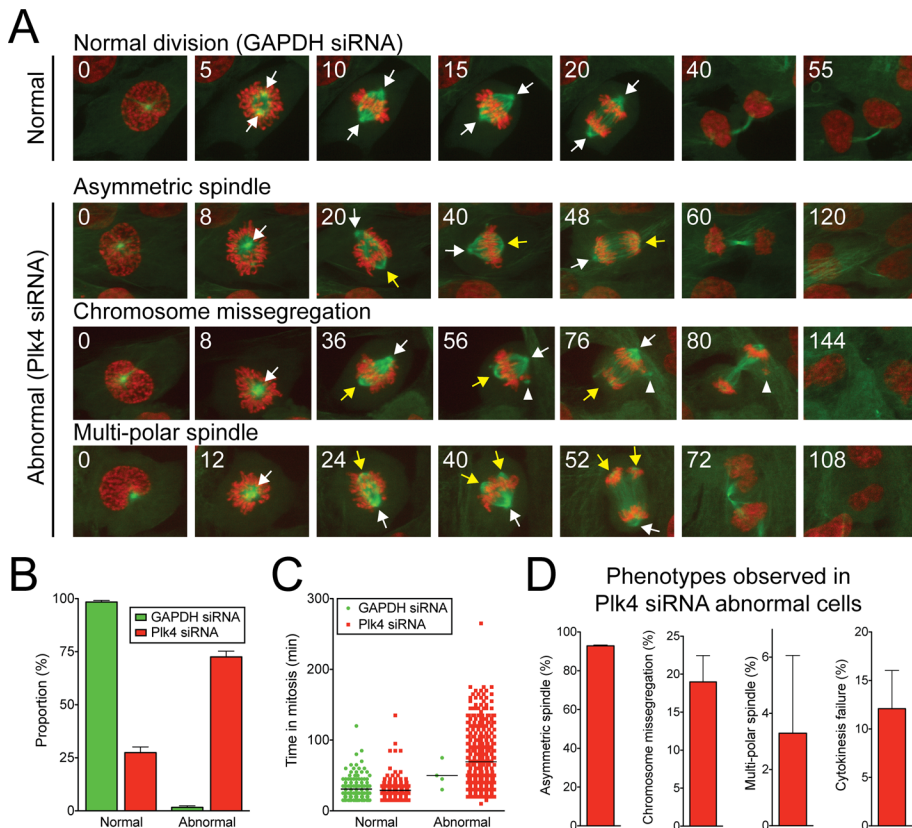 A
Normal division (GAPDH siRNA)
Normal
0 5 10 15 20 40 55
Abnormal (Plk4 siRNA)
Asymmetric spindle
0 8 20 40 48 60 120
Chromosome missegregation
0 8 36 56 76 80 144
Multi-polar spindle
0 12 24 40 52 72 108
B
Proportion (%)
100
75
50
25
0
GAPDH siRNA
Plk4 siRNA
Normal Abnormal
C
Time in mitosis (min)
300
200
100
0
GAPDH siRNA
Plk4 siRNA
Normal Abnormal
D
Phenotypes observed in
Plk4 siRNA abnormal cells
Asymmetric spindle (%)
100
80
60
40
20
0
Chromosome missegregation (%)
25
20
15
10
5
0
Multi-polar spindle (%)
6
4
2
0
Cytokinesis failure (%)
20
15
10
5
0